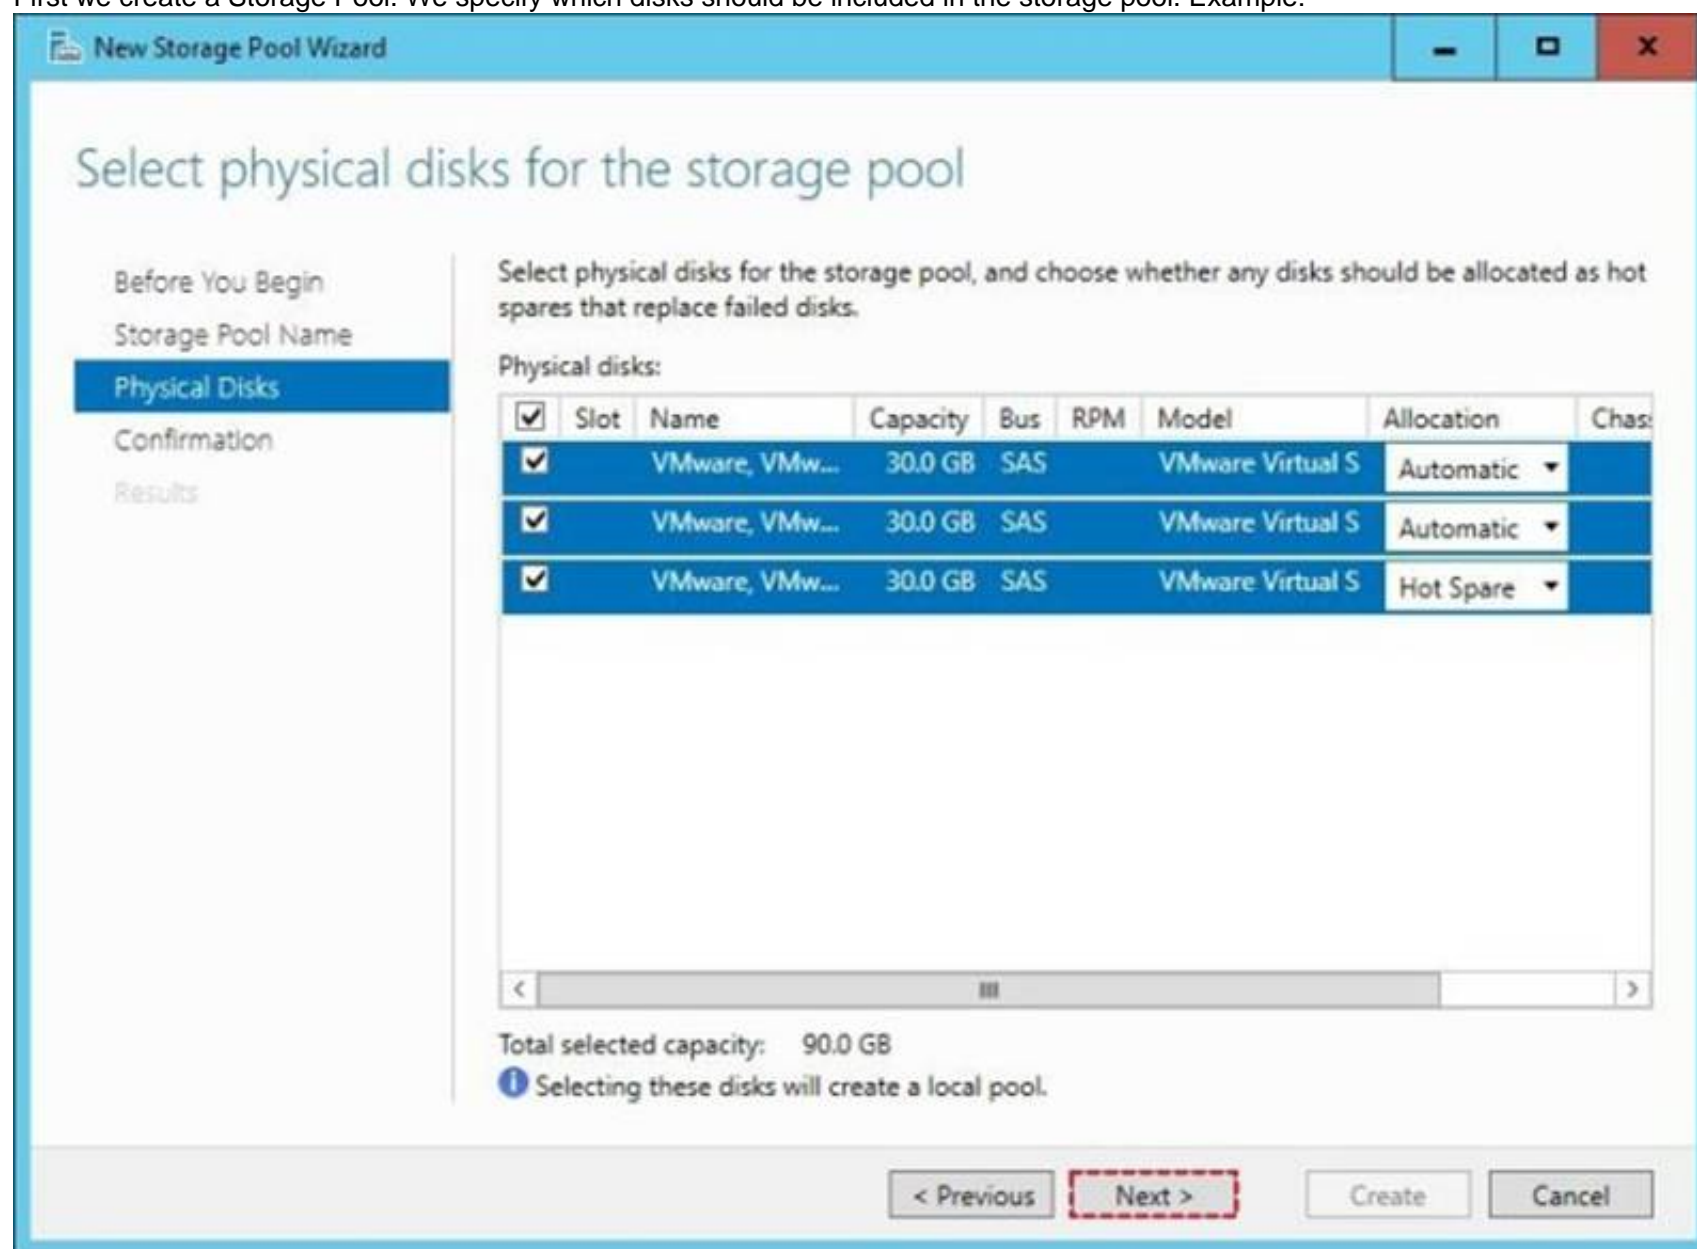 First we create a Storage Pool. We specify which disks should be included in the storage pool. Example:
New Storage Pool Wizard
Select physical disks for the storage pool
Before You Begin
Storage Pool Name
Physical Disks
Confirmation
Results
Select physical disks for the storage pool, and choose whether any disks should be allocated as hot
spares that replace failed disks.
Physical disks:
Slot Name Capacity Bus RPM Model Allocation Chass
VMware, VMw... 30.0 GB SAS VMware Virtual S Automatic
VMware, VMw... 30.0 GB SAS VMware Virtual S Automatic
VMware, VMw... 30.0 GB SAS VMware Virtual S Hot Spare
Total selected capacity: 90.0 GB
Selecting these disks will create a local pool.
< Previous Next > Create Cancel